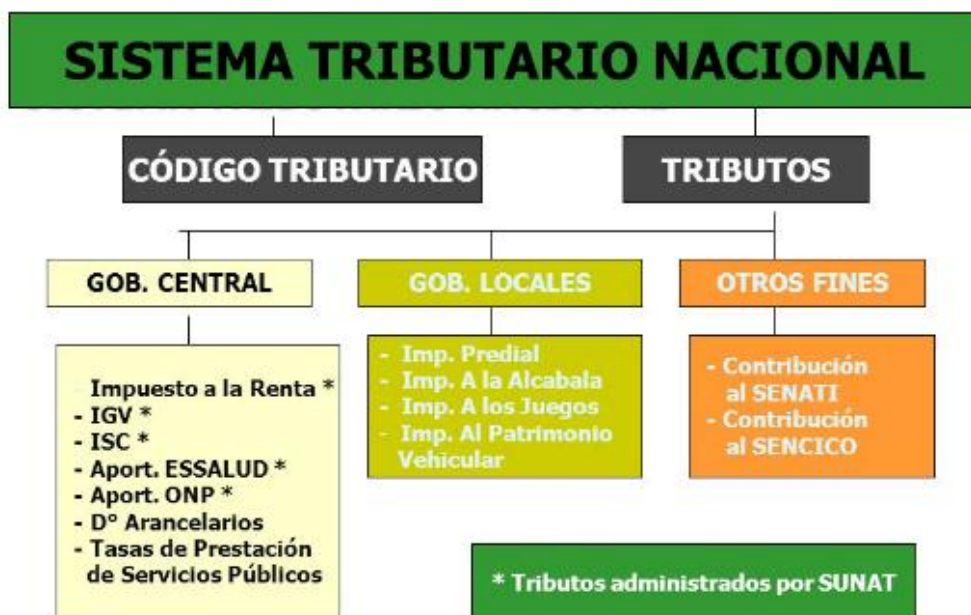 SISTEMA TRIBUTARIO NACIONAL
CÓDIGO TRIBUTARIO
TRIBUTOS
GOB. CENTRAL
GOB. LOCALES
OTROS FINES
- Impuesto a la Renta *
- IGV *
- ISC *
- Aport. ESSALUD *
- Aport. ONP *
- D° Arancelarios
- Tasas de Prestación
de Servicios Públicos
- Imp. Predial
- Imp. A la Alcabala
- Imp. A los Juegos
- Imp. Al Patrimonio
Vehicular
- Contribución
al SENATI
- Contribución
al SENCICO
* Tributos administrados por SUNAT